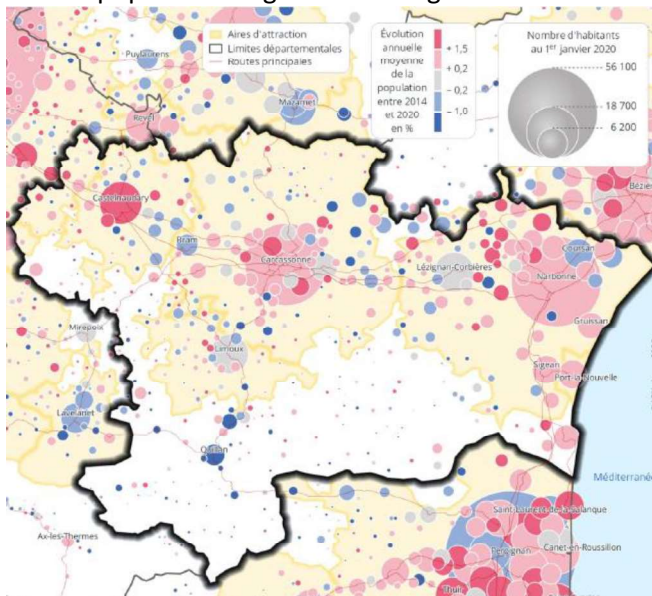 Aires d'attraction
Limites départementales
Routes principales
Évolution
annuelle
moyenne
de la
population
entre 2014
et 2020
en %
+ 1,5
+ 0,2
– 0,2
– 1,0
Nombre d'habitants
au 1er janvier 2020
56 100
18 700
6 200
Puylaurens
Mazamet
Revel
Béziers
Castelnaudary
Bram
Carcassonne
Lézignan-Corbières
Coursan
Narbonne
Gruissan
Mirepoix
Limoux
Sigean
Port-la-Nouvelle
Lavelanet
Quillan
Méditerrané
Saint-Laurent-de-la-Salanque
Ax-les-Thermes
Perpignan
Canet-en-Roussillon
Thuir